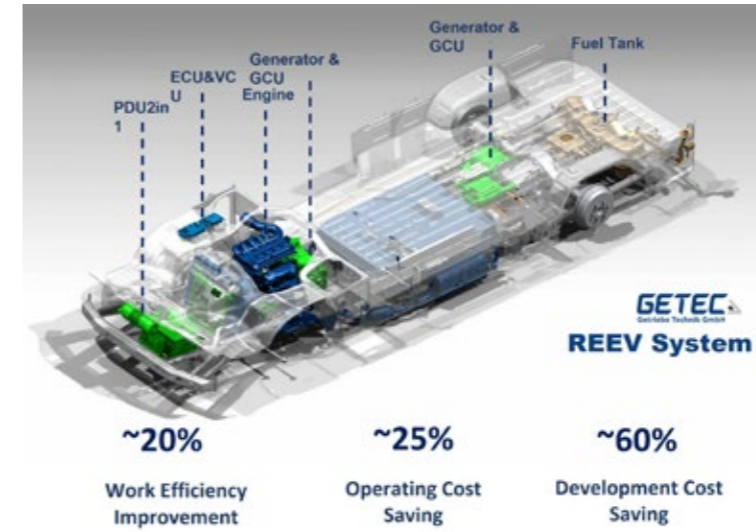 Generator &
GCU
Fuel Tank
Generator &
GCU
Engine
ECU&VC
U
PDU2in
1
GETEC
Getriebe Technik GmbH
REEV System
~20%
~25%
~60%
Work Efficiency
Improvement
Operating Cost
Saving
Development Cost
Saving